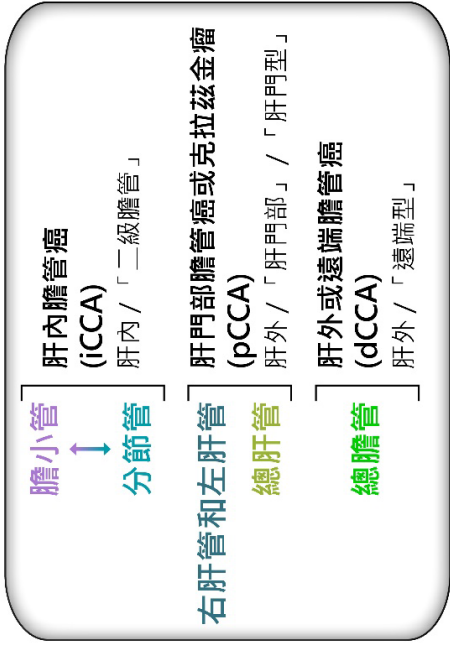 膽小管
分節管
肝內膽管癌
(iCCA)
肝內 / 「二級膽管」
右肝管和左肝管
總肝管
肝門部膽管癌或克拉茲金瘤
(pCCA)
肝外 / 「肝門部」 / 「肝門型」
總膽管
肝外或遠端膽管癌
(dCCA)
肝外 / 「遠端型」